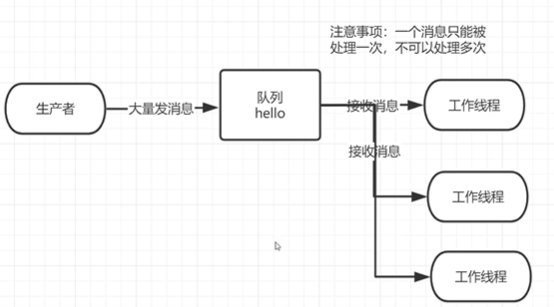 注意事项：一个消息只能被
处理一次，不可以处理多次
生产者
大量发消息
队列
hello
接收消息
工作线程
接收消息
工作线程
工作线程